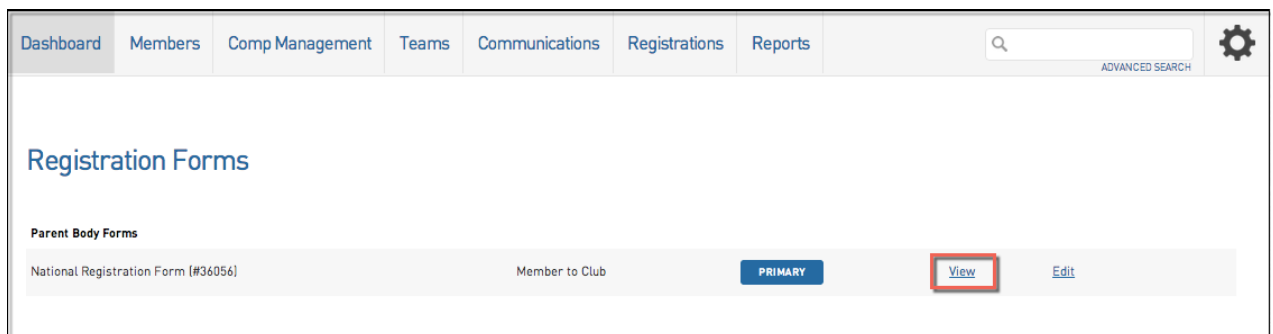 Dashboard Members Comp Management Teams Communications Registrations Reports
ADVANCED SEARCH
Registration Forms
Parent Body Forms
National Registration Form (#36056) Member to Club PRIMARY View Edit